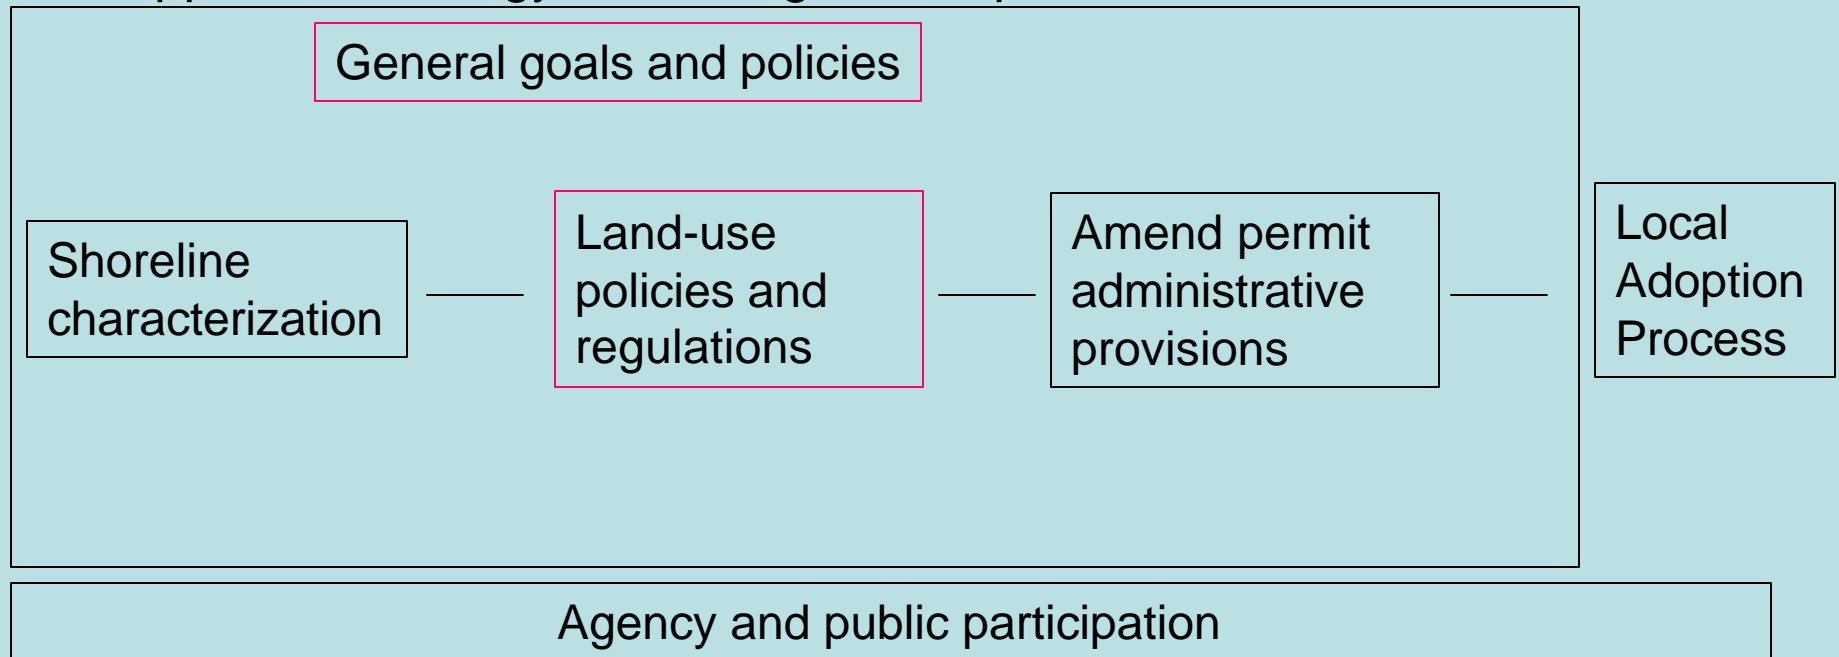 General goals and policies
Shoreline
characterization
Land-use
policies and
regulations
Amend permit
administrative
provisions
Local
Adoption
Process
Agency and public participation